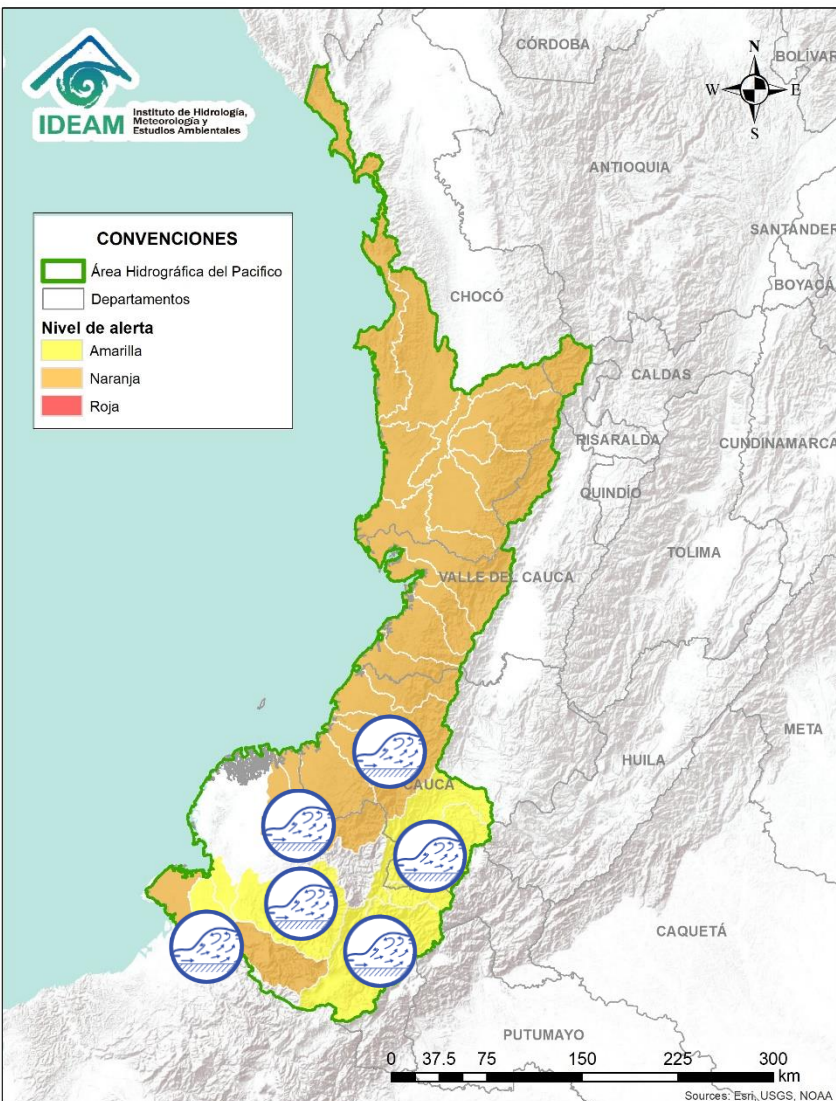 IDEAM
Instituto de Hidrología,
Meteorología y
Estudios Ambientales
N
W
E
S
CÓRDOBA
BOLÍVAR
ANTIOQUIA
SANTANDER
BOYACÁ
CHOCÓ
CALDAS
RISARALDA
CUNDINAMARCA
QUINDÍO
TOLIMA
VALLE DEL CAUCA
META
HUILA
CAUCA
CAQUETÁ
PUTUMAYO
CONVENCIONES
Área Hidrográfica del Pacifico
Departamentos
Nivel de alerta
Amarilla
Naranja
Roja
0 37.5 75 150 225 300
km
Sources: Esri, USGS, NOAA